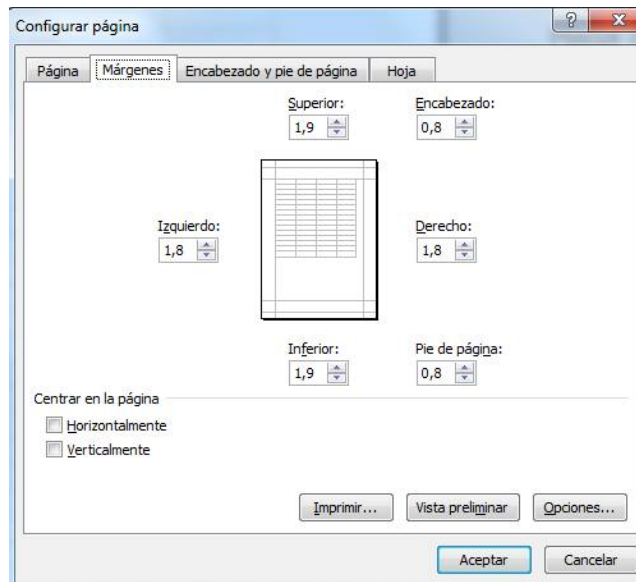 Configurar página
Página Márgenes Encabezado y pie de página Hoja
Superior: Encabezado:
1,9 0,8
Izquierdo: Derecho:
1,8 1,8
Inferior: Pie de página:
1,9 0,8
Centrar en la página
Horizontalmente
Verticalmente
Imprimir... Vista preliminar Opciones...
Aceptar Cancelar